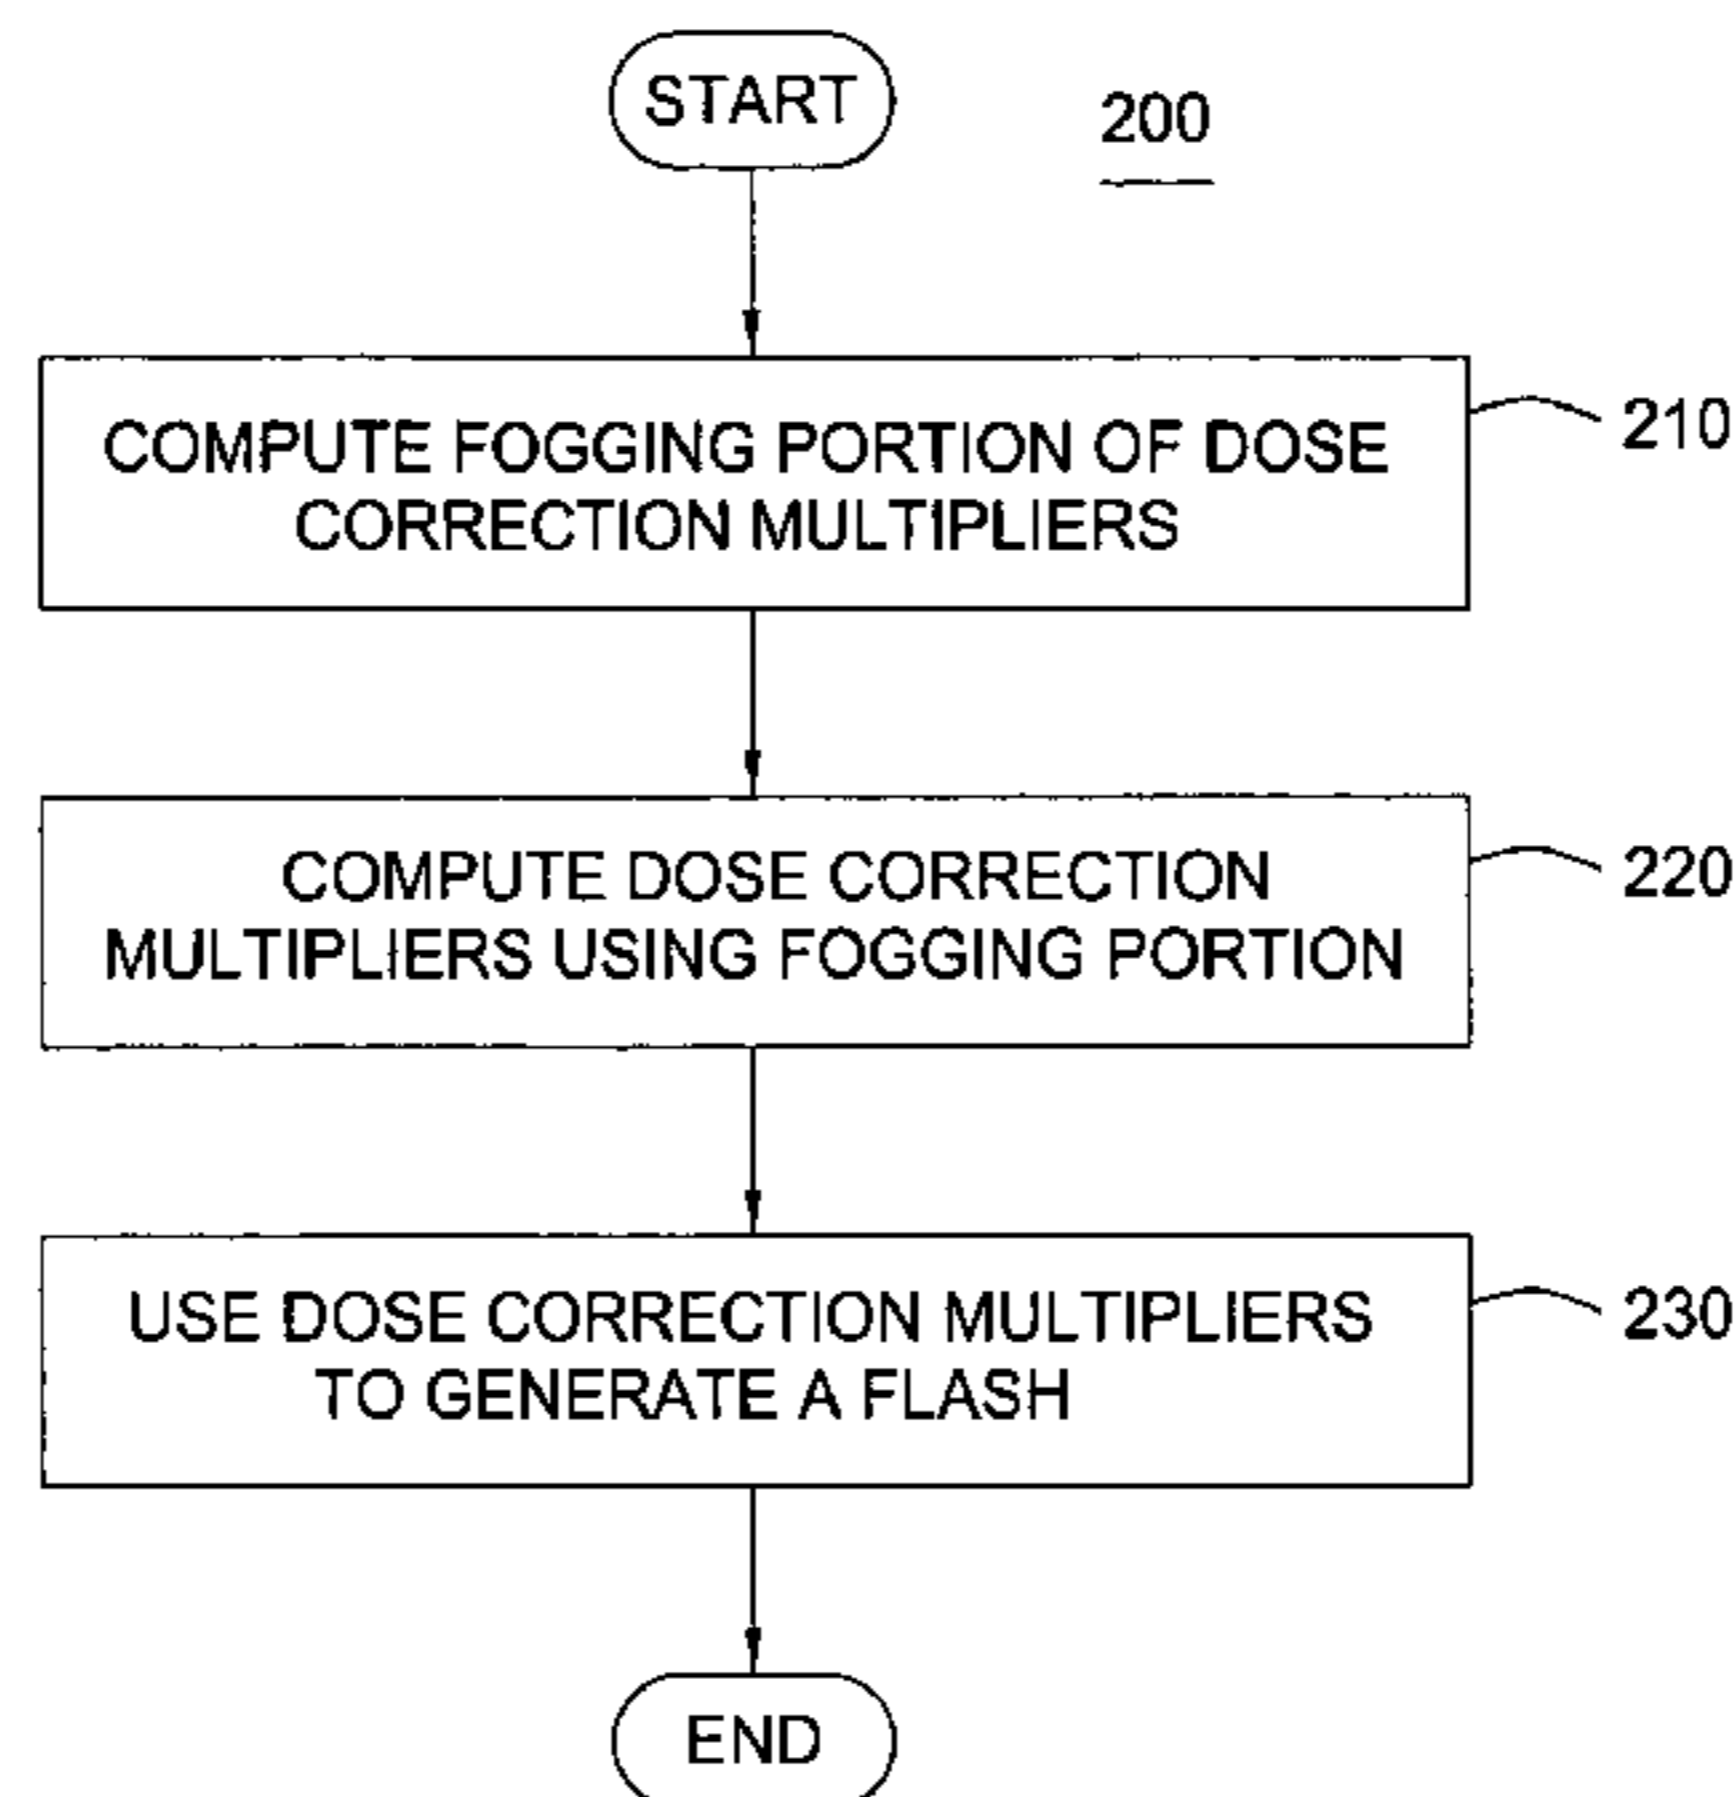 START
200
COMPUTE FOGGING PORTION OF DOSE
CORRECTION MULTIPLIERS
210
COMPUTE DOSE CORRECTION
MULTIPLIERS USING FOGGING PORTION
220
USE DOSE CORRECTION MULTIPLIERS
TO GENERATE A FLASH
230
END